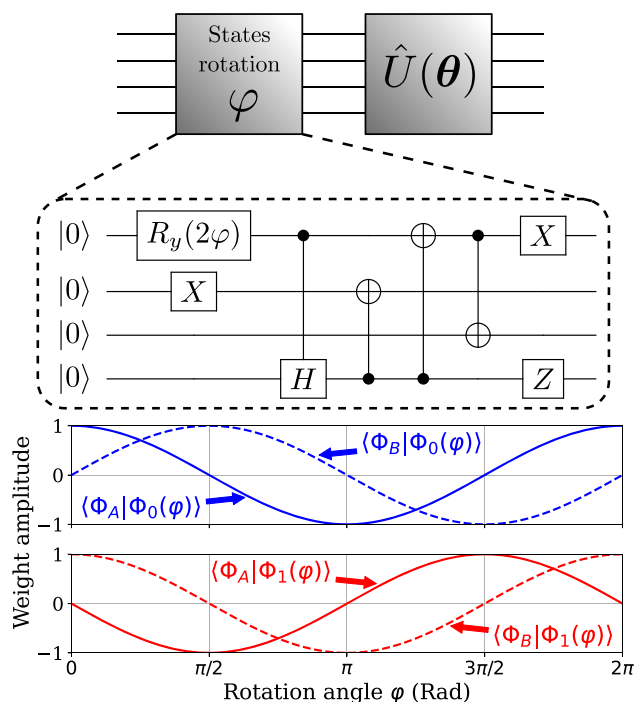 States
rotation
φ
Û(θ)
|0⟩ R_y(2φ) X
|0⟩ X
|0⟩
|0⟩ H Z
Weight amplitude
1
0
−1
⟨Φ_B|Φ_0(φ)⟩
⟨Φ_A|Φ_0(φ)⟩
1
0
−1
⟨Φ_A|Φ_1(φ)⟩
⟨Φ_B|Φ_1(φ)⟩
0 π/2 π 3π/2 2π
Rotation angle φ (Rad)